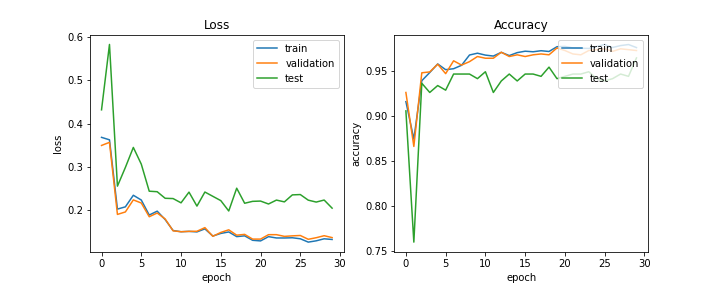 Loss
0.6
0.5
0.4
0.3
0.2
loss
0 5 10 15 20 25 30
epoch
train
validation
test
Accuracy
0.95
0.90
0.85
0.80
0.75
accuracy
0 5 10 15 20 25 30
epoch
train
validation
test